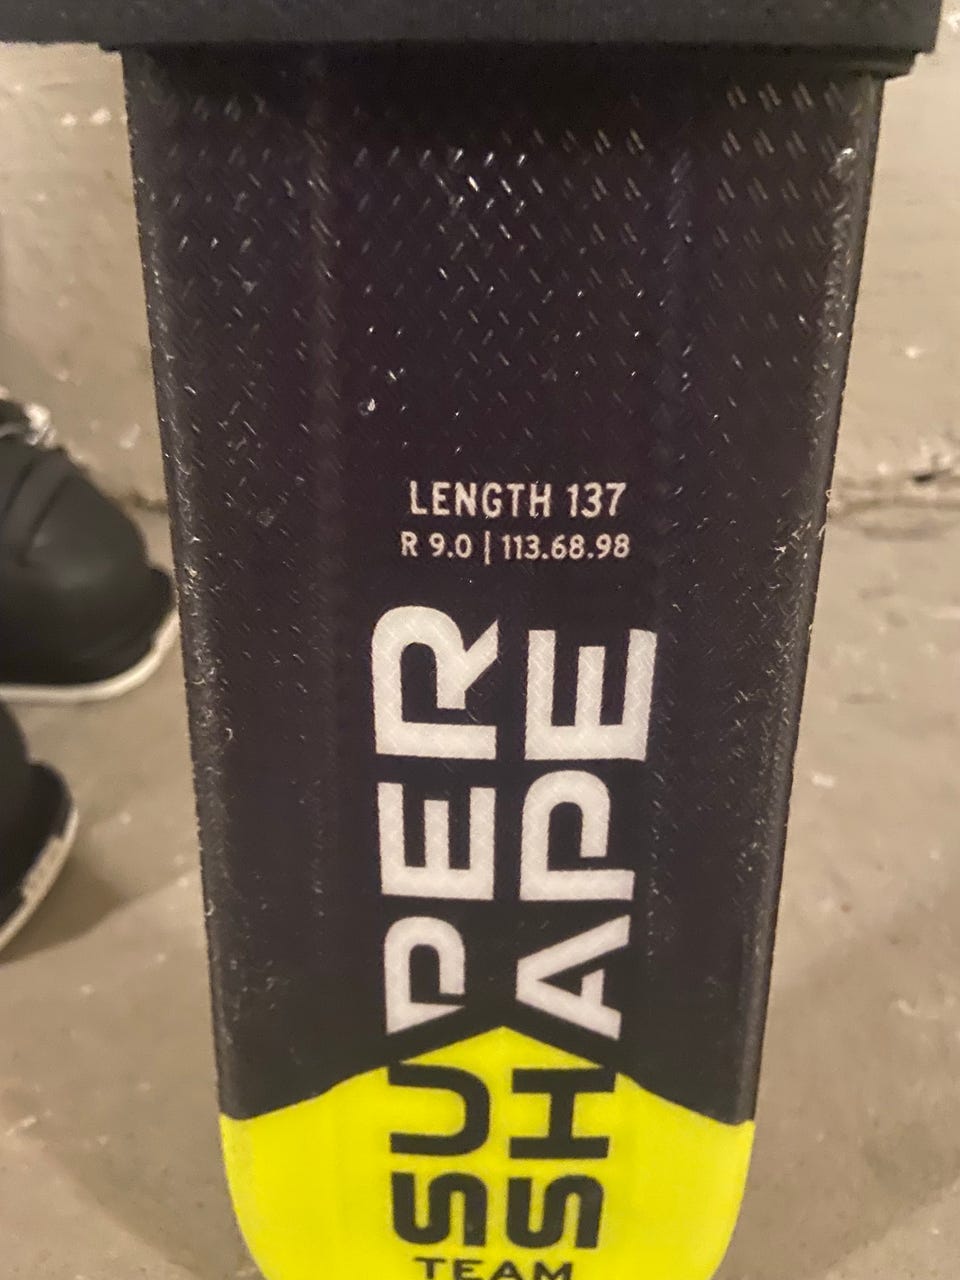 LENGTH 137
R 9.0 | 113.68.98
SUPER
SHAPE
TEAM